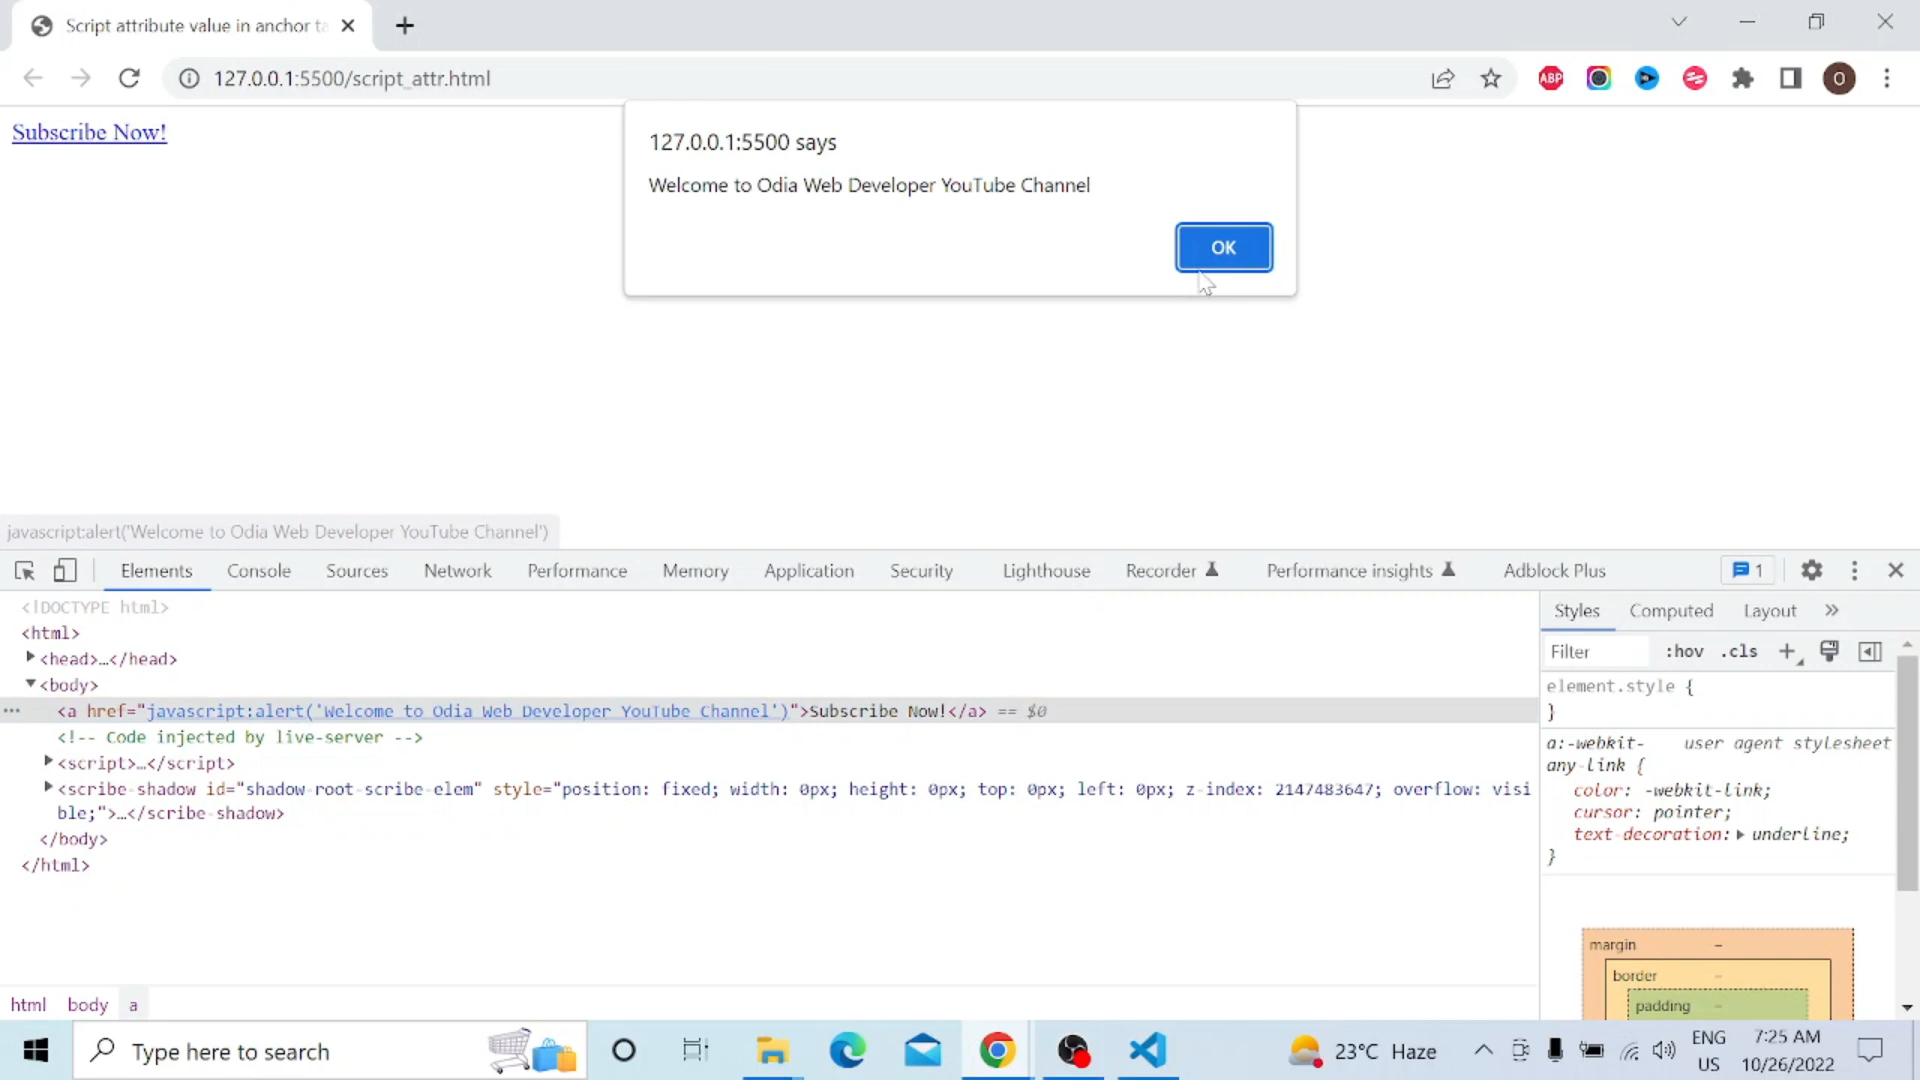 Script attribute value in anchor ta
127.0.0.1:5500/script_attr.html
ABP
O
Subscribe Now!
127.0.0.1:5500 says
Welcome to Odia Web Developer YouTube Channel
OK
javascript:alert('Welcome to Odia Web Developer YouTube Channel')
Elements Console Sources Network Performance Memory Application Security Lighthouse Recorder Performance insights Adblock Plus 1
<!DOCTYPE html>
<html>
<head>…</head>
<body>
<a href="javascript:alert('Welcome to Odia Web Developer YouTube Channel')">Subscribe Now!</a> == $0
<!-- Code injected by live-server -->
<script>…</script>
<scribe-shadow id="shadow-root-scribe-elem" style="position: fixed; width: 0px; height: 0px; top: 0px; left: 0px; z-index: 2147483647; overflow: visi
ble;">…</scribe-shadow>
</body>
</html>
html body a
Styles Computed Layout
Filter :hov .cls
element.style {
}
a:-webkit- user agent stylesheet
any-link {
color: -webkit-link;
cursor: pointer;
text-decoration: underline;
}
margin –
border –
padding –
Type here to search
23°C Haze
ENG
US
7:25 AM
10/26/2022